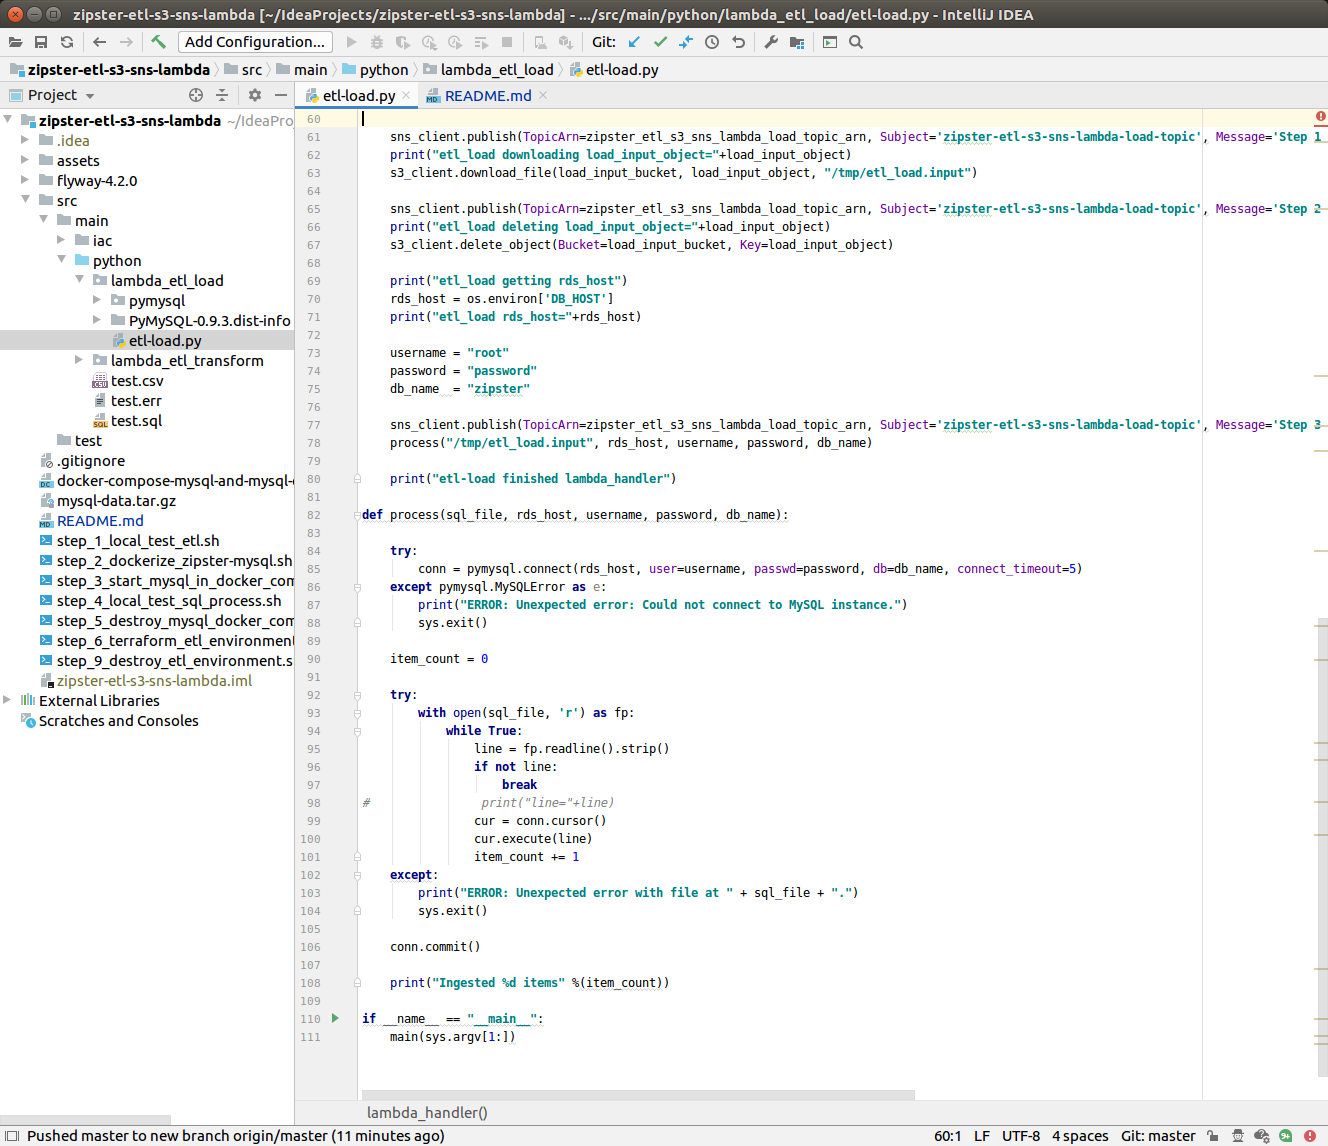 zipster-etl-s3-sns-lambda [~/IdeaProjects/zipster-etl-s3-sns-lambda] - .../src/main/python/lambda_etl_load/etl-load.py - IntelliJ IDEA
Add Configuration... Git:
zipster-etl-s3-sns-lambda src main python lambda_etl_load etl-load.py
Project
etl-load.py README.md
zipster-etl-s3-sns-lambda ~/IdeaPro
.idea
assets
flyway-4.2.0
src
main
iac
python
lambda_etl_load
pymysql
PyMySQL-0.9.3.dist-info
etl-load.py
lambda_etl_transform
test.csv
test.err
test.sql
test
.gitignore
docker-compose-mysql-and-mysql-
mysql-data.tar.gz
README.md
step_1_local_test_etl.sh
step_2_dockerize_zipster-mysql.sh
step_3_start_mysql_in_docker_com
step_4_local_test_sql_process.sh
step_5_destroy_mysql_docker_com
step_6_terraform_etl_environment
step_9_destroy_etl_environment.s
zipster-etl-s3-sns-lambda.iml
External Libraries
Scratches and Consoles
60
61 sns_client.publish(TopicArn=zipster_etl_s3_sns_lambda_load_topic_arn, Subject='zipster-etl-s3-sns-lambda-load-topic', Message='Step 1
62 print("etl_load downloading load_input_object="+load_input_object)
63 s3_client.download_file(load_input_bucket, load_input_object, "/tmp/etl_load.input")
64
65 sns_client.publish(TopicArn=zipster_etl_s3_sns_lambda_load_topic_arn, Subject='zipster-etl-s3-sns-lambda-load-topic', Message='Step 2
66 print("etl_load deleting load_input_object="+load_input_object)
67 s3_client.delete_object(Bucket=load_input_bucket, Key=load_input_object)
68
69 print("etl_load getting rds_host")
70 rds_host = os.environ['DB_HOST']
71 print("etl_load rds_host="+rds_host)
72
73 username = "root"
74 password = "password"
75 db_name  = "zipster"
76
77 sns_client.publish(TopicArn=zipster_etl_s3_sns_lambda_load_topic_arn, Subject='zipster-etl-s3-sns-lambda-load-topic', Message='Step 3
78 process("/tmp/etl_load.input", rds_host, username, password, db_name)
79
80 print("etl-load finished lambda_handler")
81
82 def process(sql_file, rds_host, username, password, db_name):
83
84 try:
85 conn = pymysql.connect(rds_host, user=username, passwd=password, db=db_name, connect_timeout=5)
86 except pymysql.MySQLError as e:
87 print("ERROR: Unexpected error: Could not connect to MySQL instance.")
88 sys.exit()
89
90 item_count = 0
91
92 try:
93 with open(sql_file, 'r') as fp:
94 while True:
95 line = fp.readline().strip()
96 if not line:
97 break
98 # print("line="+line)
99 cur = conn.cursor()
100 cur.execute(line)
101 item_count += 1
102 except:
103 print("ERROR: Unexpected error with file at " + sql_file + ".")
104 sys.exit()
105
106 conn.commit()
107
108 print("Ingested %d items" %(item_count))
109
110 if __name__ == "__main__":
111 main(sys.argv[1:])
lambda_handler()
Pushed master to new branch origin/master (11 minutes ago) 60:1 LF UTF-8 4 spaces Git: master 9+